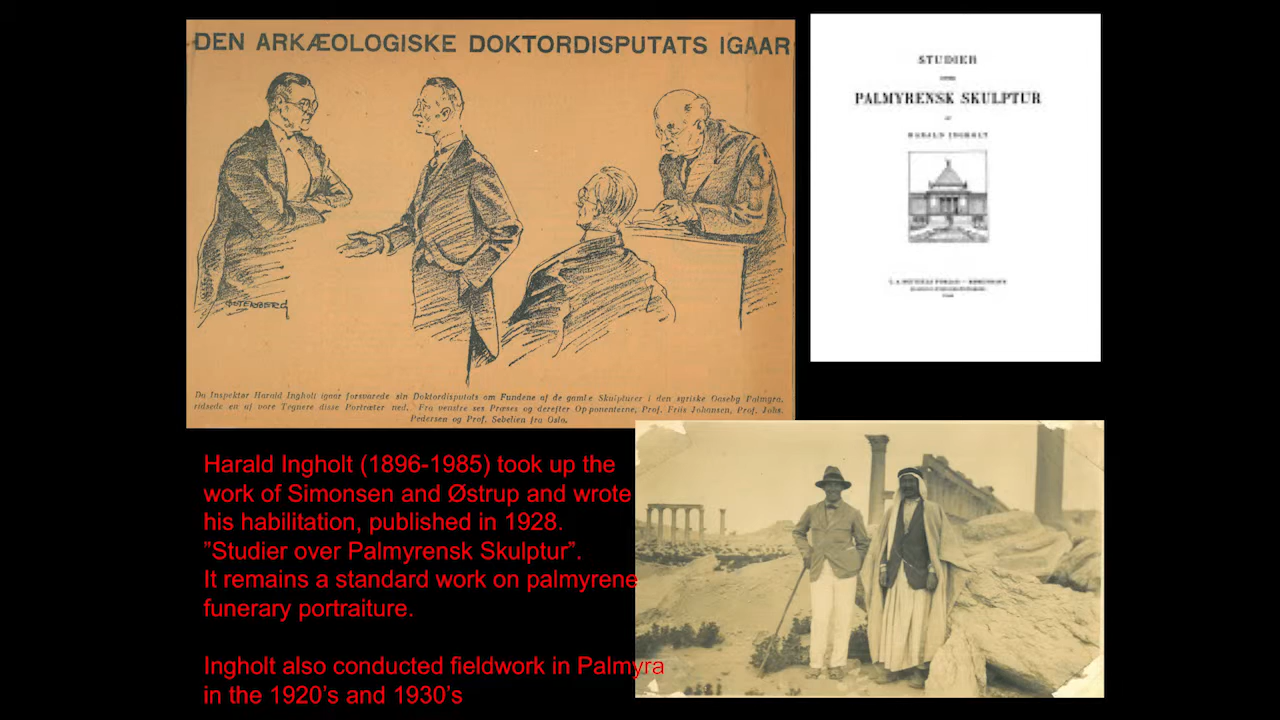 DEN ARKÆOLOGISKE DOKTORDISPUTATS IGAAR
Da Inspektør Harald Ingholt igaar forsvarede sin Doktordisputats om Fundene af de gamle Skulpturer i den syriske Oaseby Palmyra,
ridsede en af vore Tegnere disse Portræter ned. Fra venstre ses Præses og derefter Opponenterne, Prof. Friis Johansen, Prof. Johs.
Pedersen og Prof. Sebelien fra Oslo.
STUDIER
OVER
PALMYRENSK SKULPTUR
AF
HARALD INGHOLT
Harald Ingholt (1896-1985) took up the
work of Simonsen and Østrup and wrote
his habilitation, published in 1928.
”Studier over Palmyrensk Skulptur”.
It remains a standard work on palmyrene
funerary portraiture.
Ingholt also conducted fieldwork in Palmyra
in the 1920’s and 1930’s